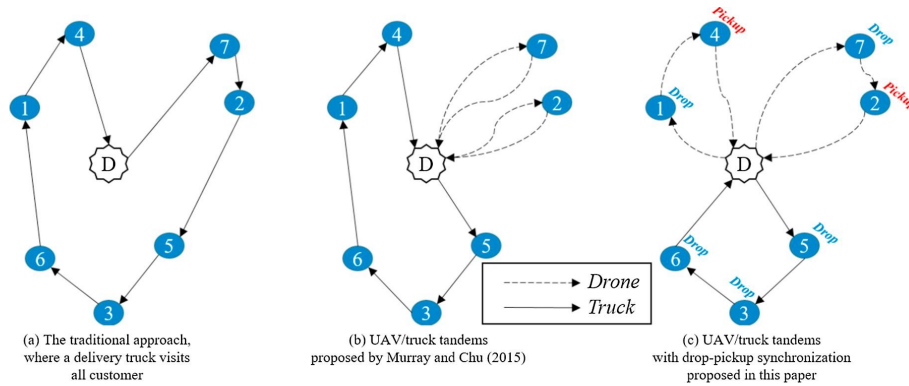 4
7
1
2
D
5
6
3
4
7
1
2
D
5
6
3
Pickup
4
Drop
7
Drop
1
Pickup
2
D
Drop
5
Drop
6
Drop
3
Drone
Truck
(a) The traditional approach,
where a delivery truck visits
all customer
(b) UAV/truck tandems
proposed by Murray and Chu (2015)
(c) UAV/truck tandems
with drop-pickup synchronization
proposed in this paper